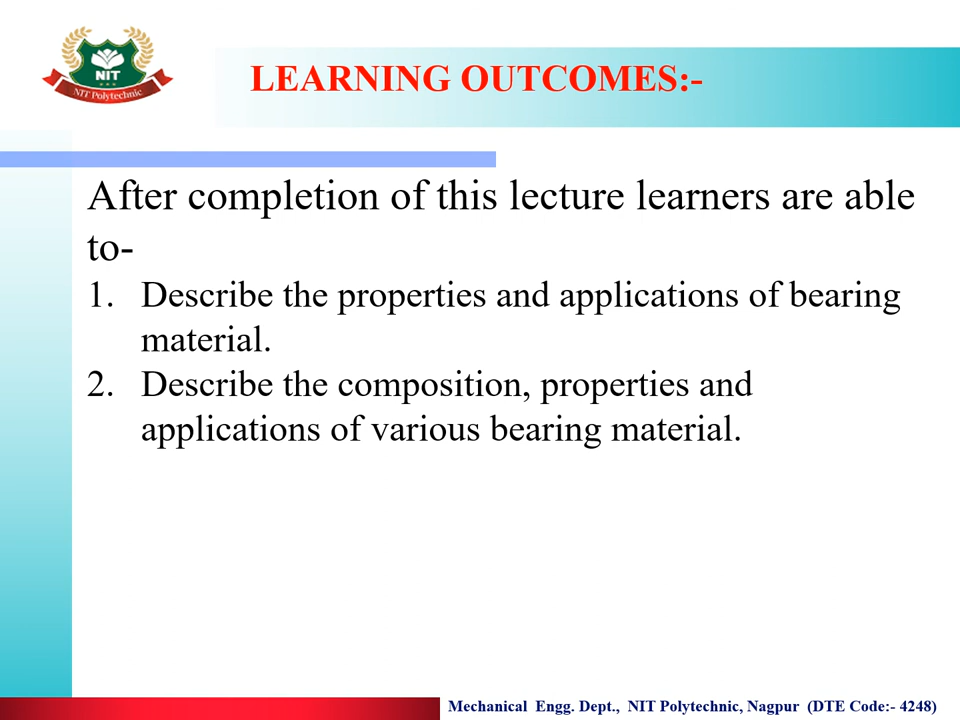 NIT
NIT Polytechnic
LEARNING OUTCOMES:-
After completion of this lecture learners are able
to-
1. Describe the properties and applications of bearing
material.
2. Describe the composition, properties and
applications of various bearing material.
Mechanical Engg. Dept., NIT Polytechnic, Nagpur (DTE Code:- 4248)